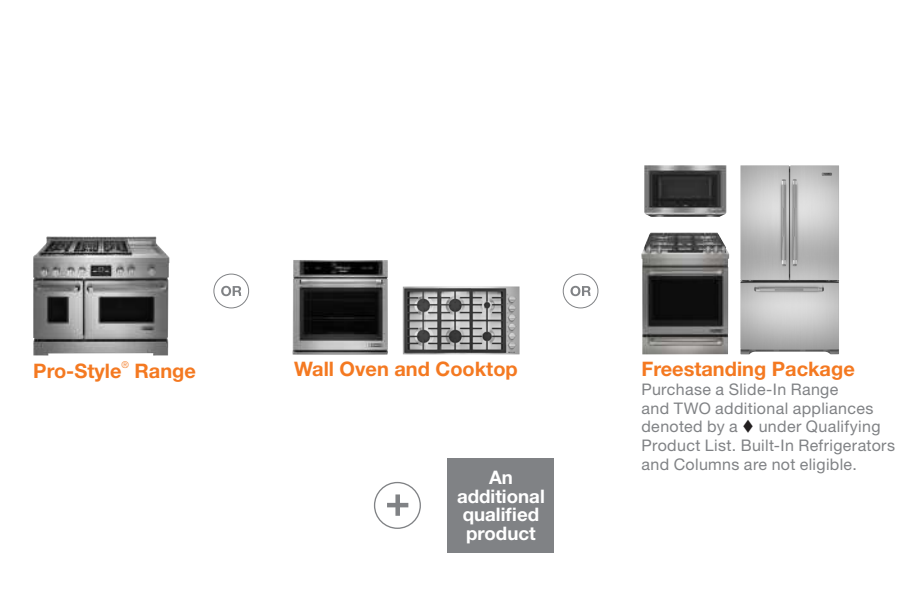 OR
OR
Pro-Style® Range
Wall Oven and Cooktop
Freestanding Package
Purchase a Slide-In Range
and TWO additional appliances
denoted by a ♦ under Qualifying
Product List. Built-In Refrigerators
and Columns are not eligible.
+
An
additional
qualified
product